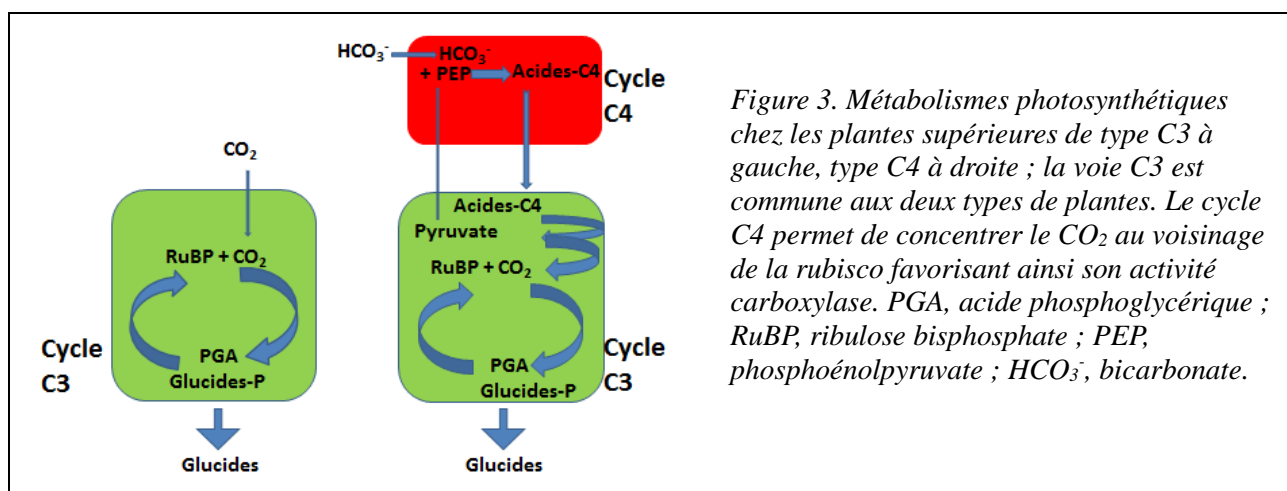 CO₂
RuBP + CO₂
PGA
Glucides-P
Cycle
C3
Glucides
HCO₃⁻
HCO₃⁻
+ PEP
Acides-C4
Cycle
C4
Acides-C4
Pyruvate
RuBP + CO₂
PGA
Glucides-P
Cycle
C3
Glucides
Figure 3. Métabolismes photosynthétiques
chez les plantes supérieures de type C3 à
gauche, type C4 à droite ; la voie C3 est
commune aux deux types de plantes. Le cycle
C4 permet de concentrer le CO₂ au voisinage
de la rubisco favorisant ainsi son activité
carboxylase. PGA, acide phosphoglycérique ;
RuBP, ribulose bisphosphate ; PEP,
phosphoénolpyruvate ; HCO₃⁻, bicarbonate.